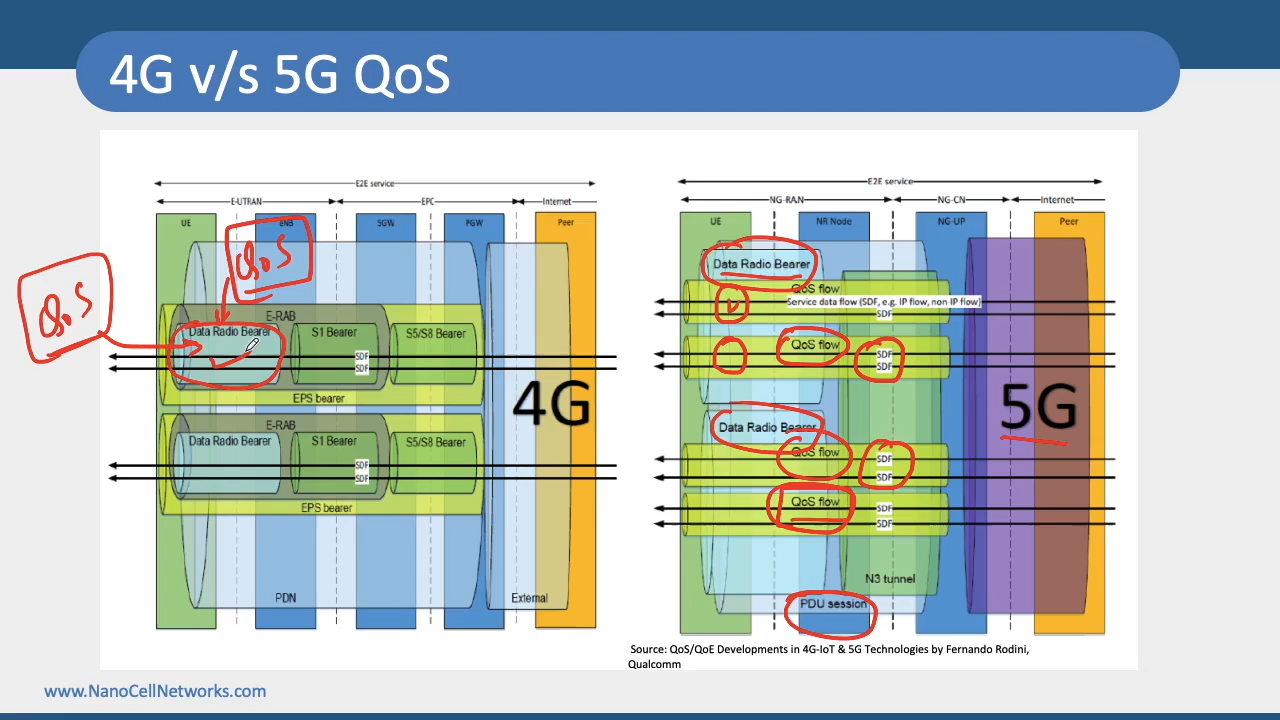 4G v/s 5G QoS
E2E service
E-UTRAN
EPC
Internet
UE
eNB
SGW
PGW
Peer
QoS
QoS
E-RAB
Data Radio Bearer
S1 Bearer
S5/S8 Bearer
SDF
SDF
EPS bearer
4G
E-RAB
Data Radio Bearer
S1 Bearer
S5/S8 Bearer
SDF
SDF
EPS bearer
PDN
External
E2E service
NG-RAN
NG-CN
Internet
UE
NR Node
NG-UP
Peer
Data Radio Bearer
QoS flow
Service data flow (SDF, e.g. IP flow, non-IP flow)
SDF
QoS flow
SDF
SDF
5G
Data Radio Bearer
QoS flow
SDF
SDF
QoS flow
SDF
SDF
N3 tunnel
PDU session
Source: QoS/QoE Developments in 4G-IoT & 5G Technologies by Fernando Rodini,
Qualcomm
www.NanoCellNetworks.com